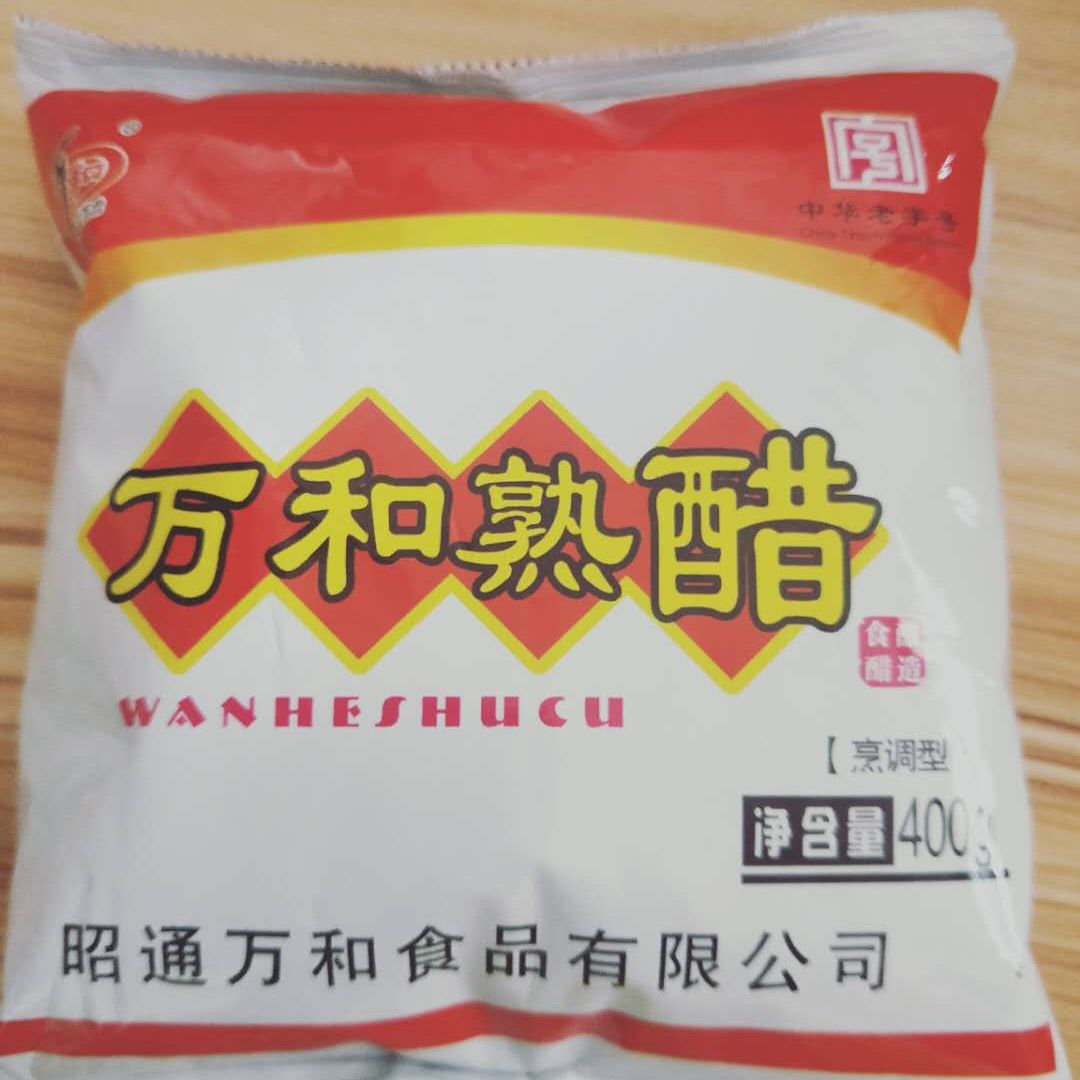 中华老字号
万和熟醋
酿造
食醋
WANHESHUCU
【烹调型
净含量400g
昭通万和食品有限公司